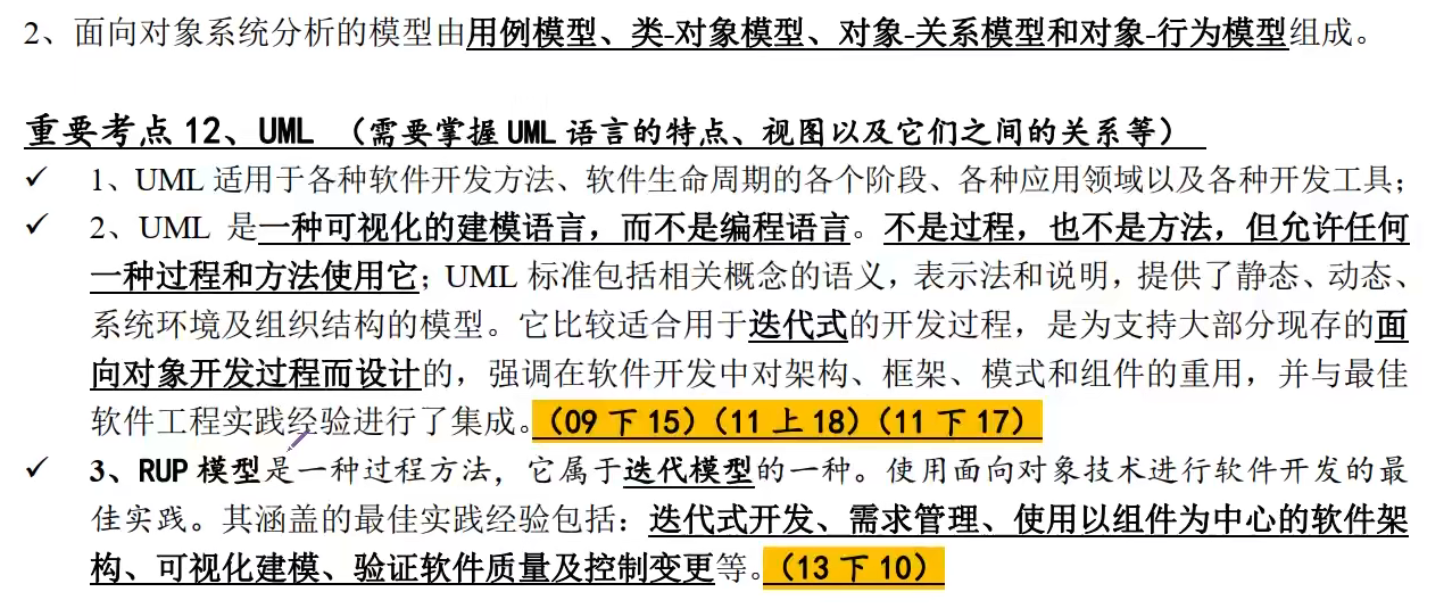 2、面向对象系统分析的模型由用例模型、类-对象模型、对象-关系模型和对象-行为模型组成。
重要考点 12、UML （需要掌握 UML 语言的特点、视图以及它们之间的关系等）
✓ 1、UML 适用于各种软件开发方法、软件生命周期的各个阶段、各种应用领域以及各种开发工具；
✓ 2、UML 是一种可视化的建模语言，而不是编程语言。不是过程，也不是方法，但允许任何
一种过程和方法使用它；UML 标准包括相关概念的语义，表示法和说明，提供了静态、动态、
系统环境及组织结构的模型。它比较适合用于迭代式的开发过程，是为支持大部分现存的面
向对象开发过程而设计的，强调在软件开发中对架构、框架、模式和组件的重用，并与最佳
软件工程实践经验进行了集成。（09 下 15）（11 上 18）（11 下 17）
✓ 3、RUP 模型是一种过程方法，它属于迭代模型的一种。使用面向对象技术进行软件开发的最
佳实践。其涵盖的最佳实践经验包括：迭代式开发、需求管理、使用以组件为中心的软件架
构、可视化建模、验证软件质量及控制变更等。（13 下 10）